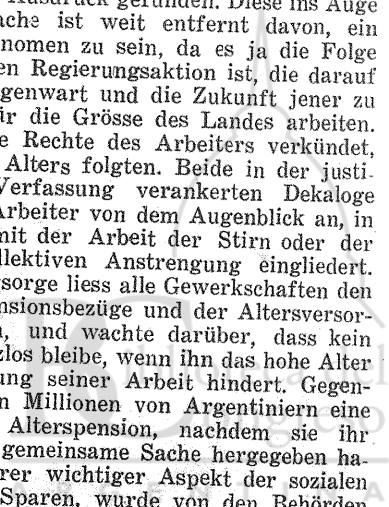 gefunden. Diese ins Auge
ache ist weit entfernt davon, ein
nomen zu sein, da es ja die Folge
en Regierungsaktion ist, die darauf
genwart und die Zukunft jener zu
ür die Grösse des Landes arbeiten.
e Rechte des Arbeiters verkündet,
Alters folgten. Beide in der justi-
Verfassung verankerten Dekaloge
Arbeiter von dem Augenblick an, in
mit der Arbeit der Stirn oder der
llektiven Anstrengung eingliedert.
sorge liess alle Gewerkschaften den
nsionsbezüge und der Altersversor-
n, und wachte darüber, dass kein
zlos bleibe, wenn ihn das hohe Alter
ung seiner Arbeit hindert. Gegen-
n Millionen von Argentiniern eine
Alterspension, nachdem sie ihr
gemeinsame Sache hergegeben ha-
rer wichtiger Aspekt der sozialen
Sparen, wurde von den Behörden